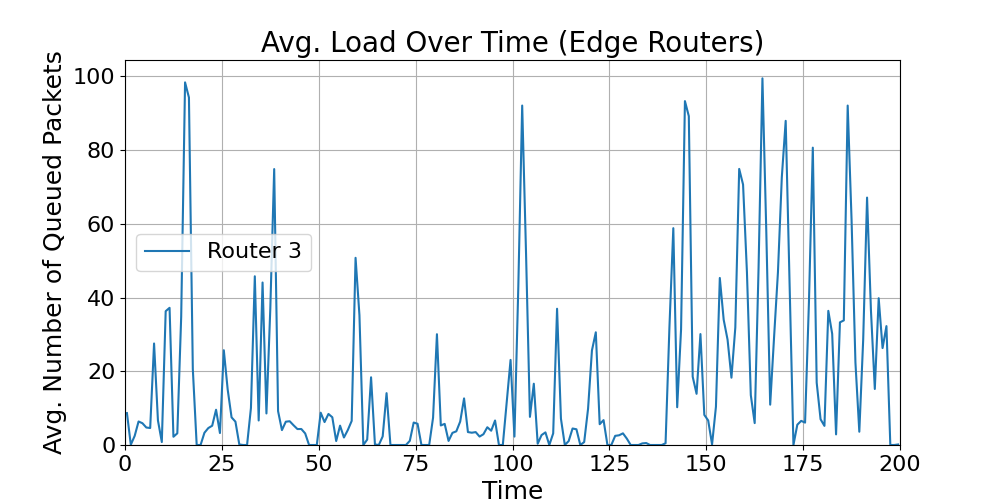 Avg. Load Over Time (Edge Routers)
Avg. Number of Queued Packets
100
80
60
40
20
0
Router 3
0 25 50 75 100 125 150 175 200
Time